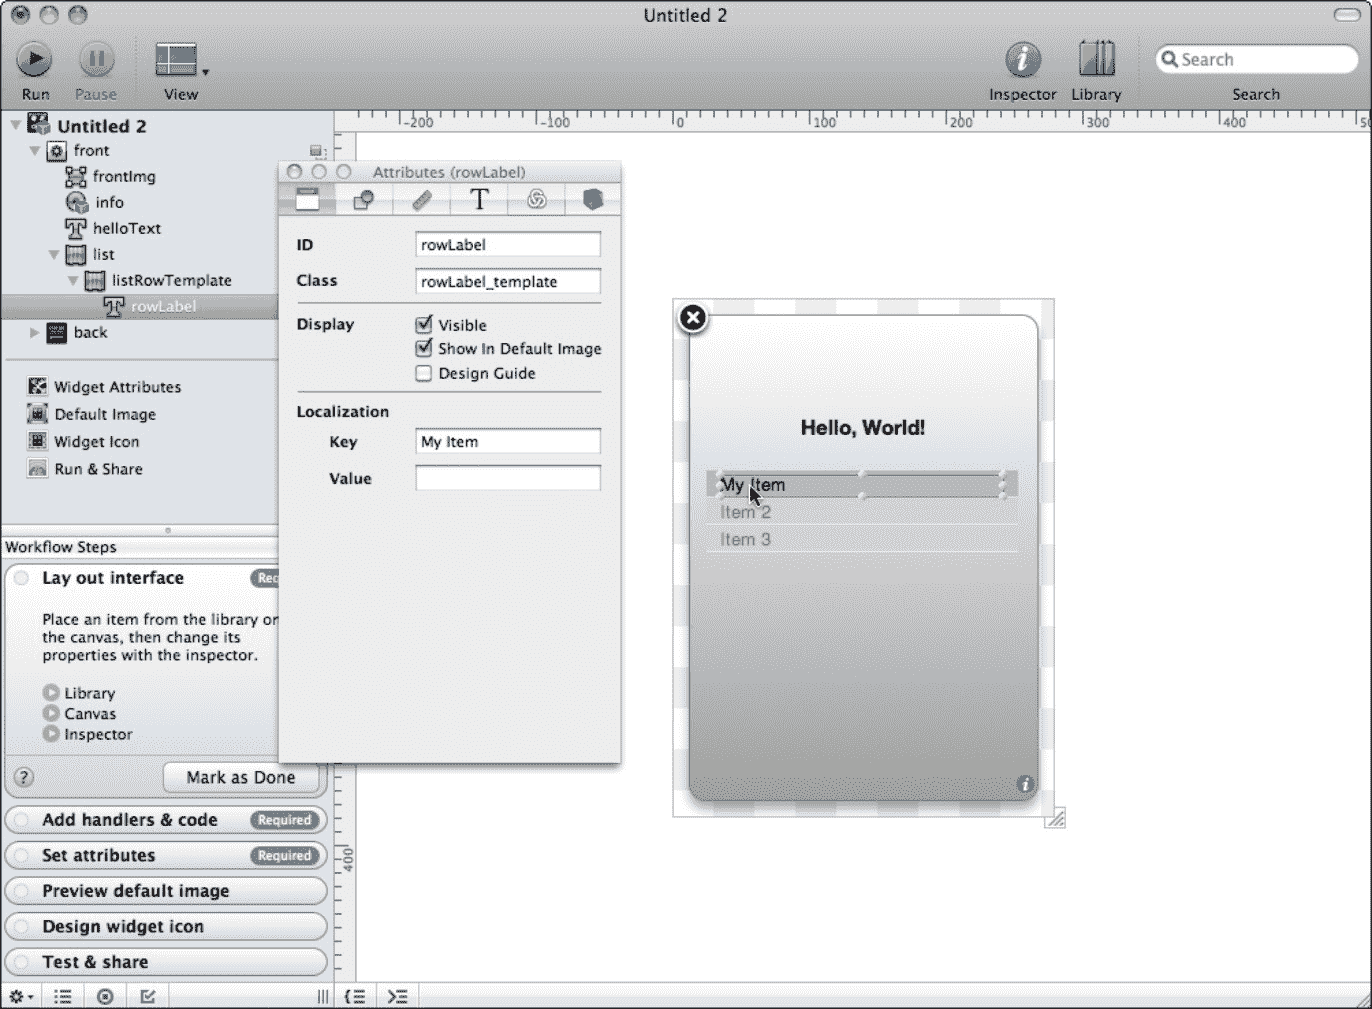 Untitled 2
Run
Pause
View
Inspector
Library
Search
Search
Untitled 2
front
frontImg
info
helloText
list
listRowTemplate
rowLabel
back
Widget Attributes
Default Image
Widget Icon
Run & Share
Workflow Steps
Lay out interface
Place an item from the library
the canvas, then change its
properties with the inspector.
Library
Canvas
Inspector
?
Mark as Done
Add handlers & code
Required
Set attributes
Required
Preview default image
Design widget icon
Test & share
-200
-100
0
100
200
300
400
400
Attributes (rowLabel)
T
ID
rowLabel
Class
rowLabel_template
Display
Visible
Show In Default Image
Design Guide
Localization
Key
My Item
Value
Hello, World!
My Item
Item 2
Item 3